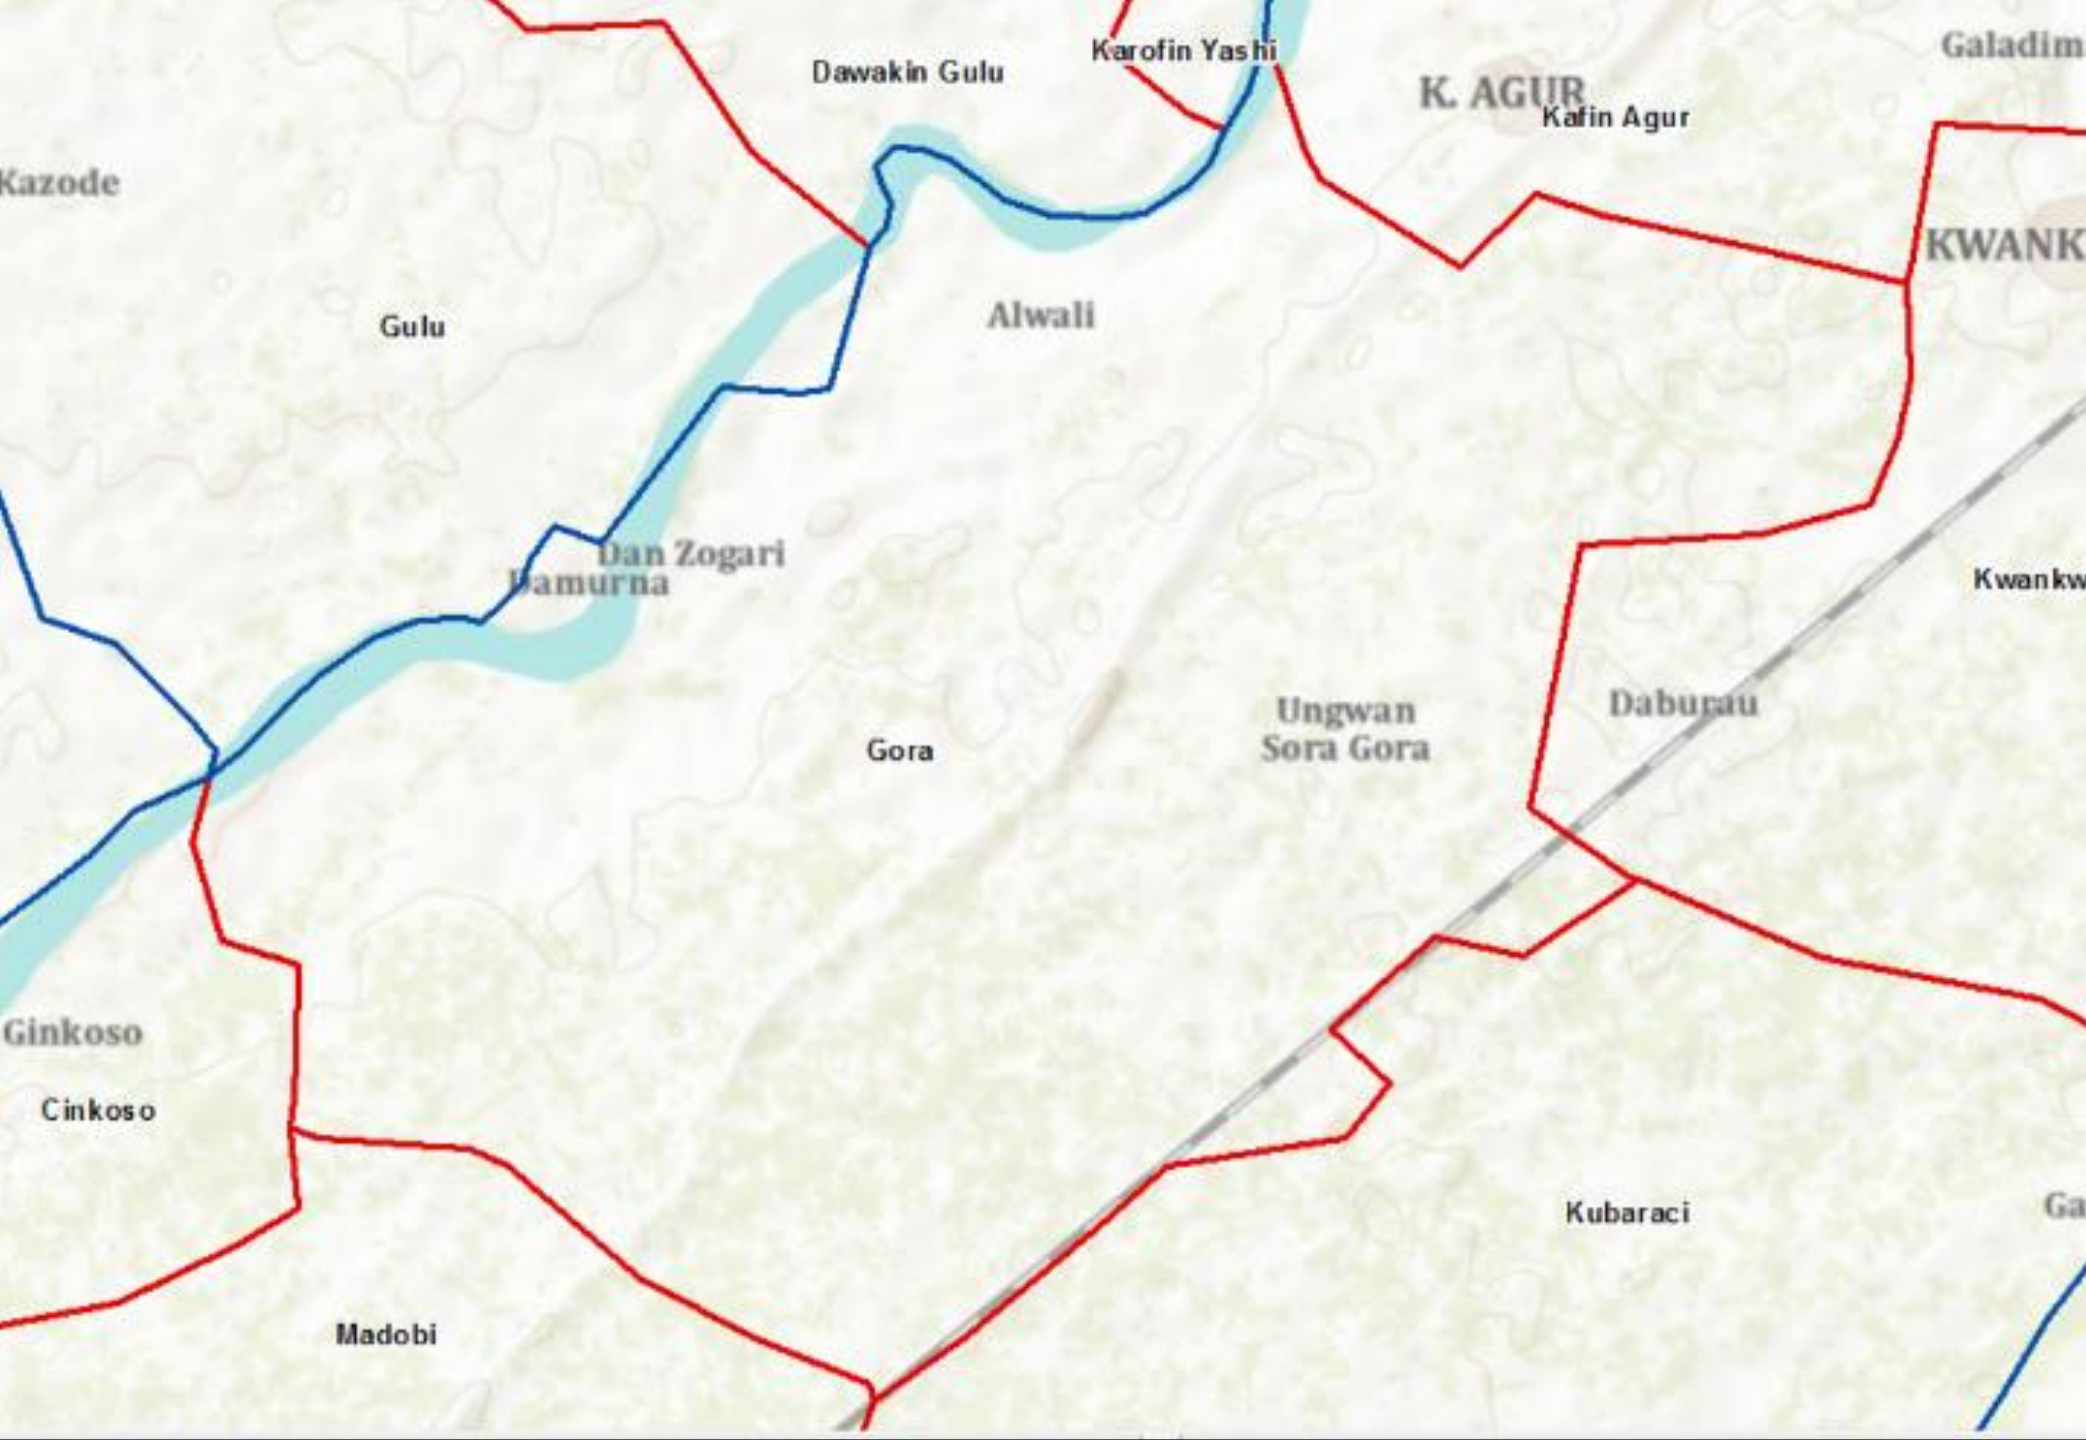 Galadim
Karofin Yashi
Dawakin Gulu
K. AGUR
Kafin Agur
Kazode
KWANK
Alwali
Gulu
Dan Zogari
Damurna
Kwankw
Ungwan
Sora Gora
Daburau
Gora
Ginkoso
Cinkoso
Ga
Kubaraci
Madobi